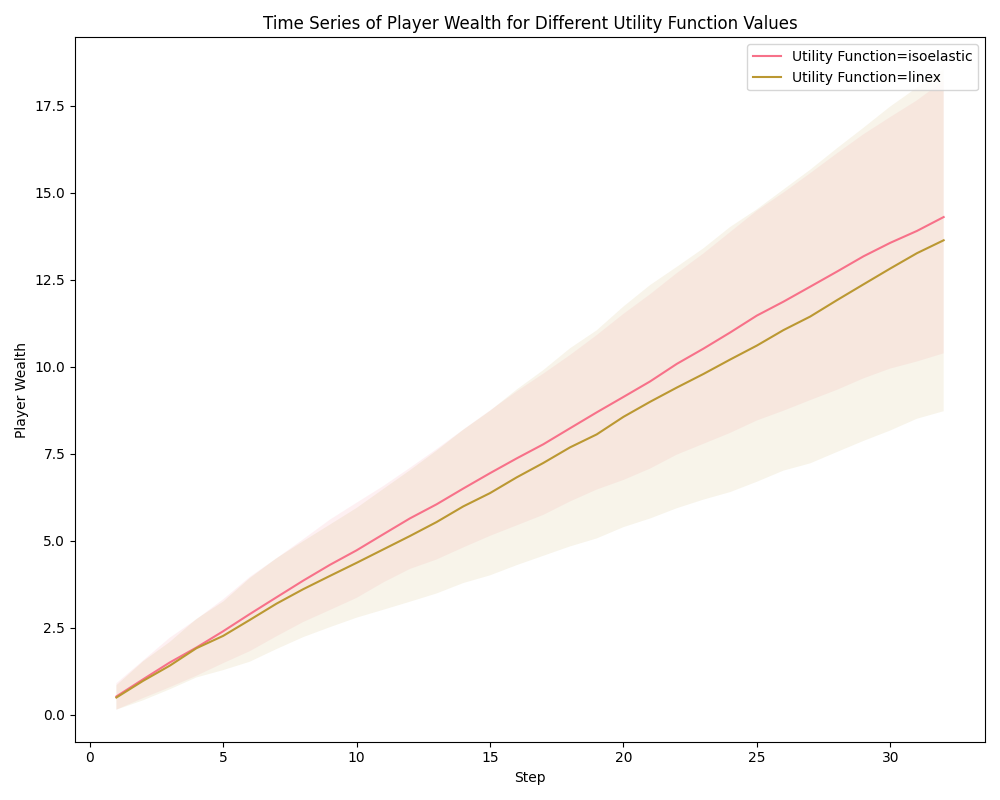 Time Series of Player Wealth for Different Utility Function Values
Utility Function=isoelastic
Utility Function=linex
17.5
15.0
12.5
10.0
7.5
5.0
2.5
0.0
Player Wealth
0 5 10 15 20 25 30
Step